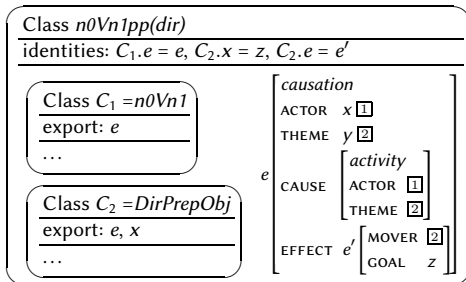 Class n0Vn1pp(dir)
identities: C₁.e = e, C₂.x = z, C₂.e = e′
Class C₁ =n0Vn1
export: e
...
Class C₂ =DirPrepObj
export: e, x
...
e
causation
ACTOR x 1
THEME y 2
CAUSE
activity
ACTOR 1
THEME 2
EFFECT e′
MOVER 2
GOAL z